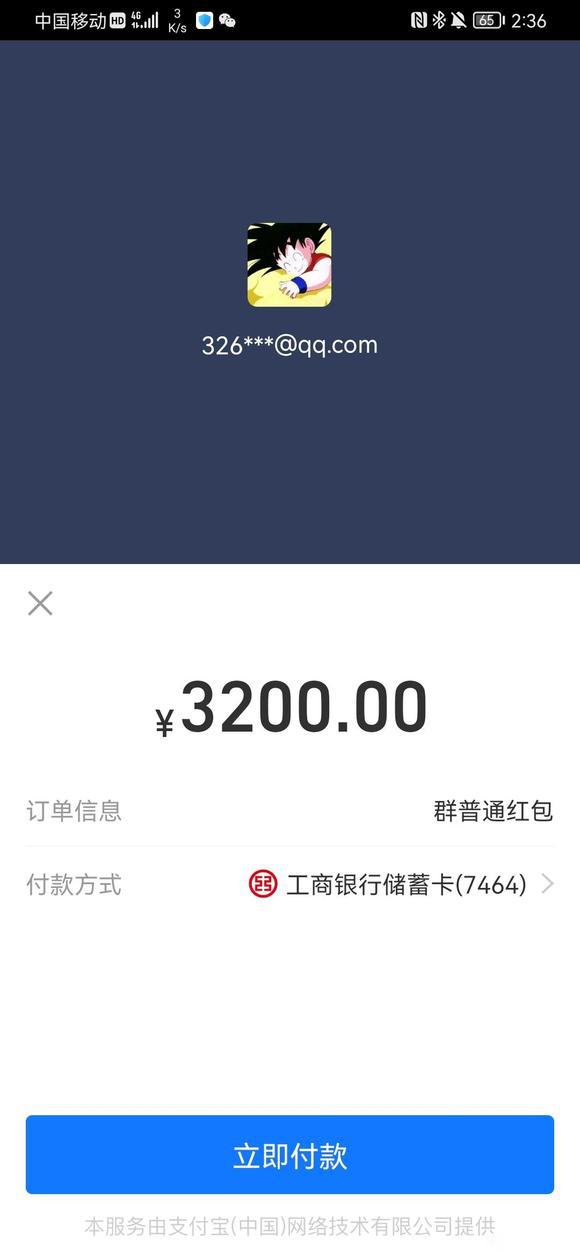 中国移动 HD 4G 3 K/s 65 2:36
326***@qq.com
¥3200.00
订单信息 群普通红包
付款方式 工商银行储蓄卡(7464)
立即付款
本服务由支付宝(中国)网络技术有限公司提供